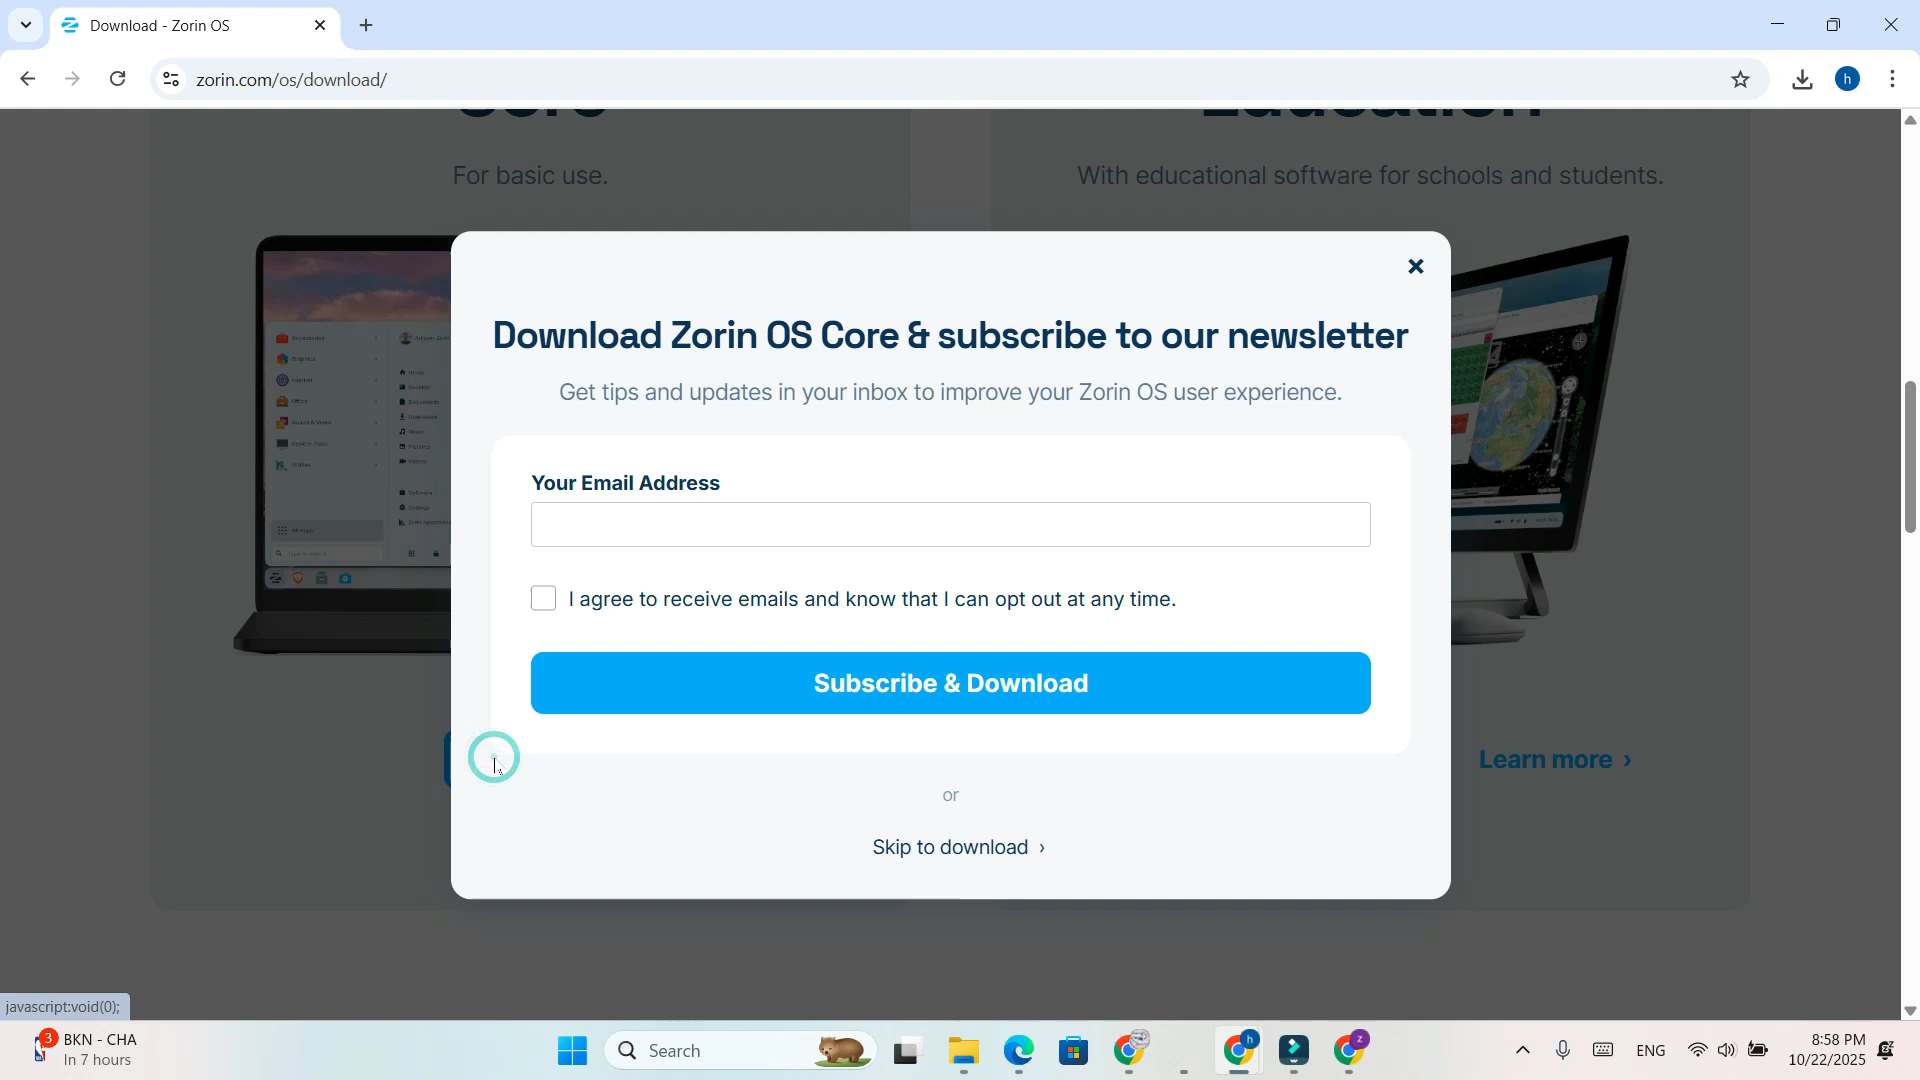 Download - Zorin OS
zorin.com/os/download/
h
For basic use.
With educational software for schools and students.
Download Zorin OS Core & subscribe to our newsletter
Get tips and updates in your inbox to improve your Zorin OS user experience.
Your Email Address
I agree to receive emails and know that I can opt out at any time.
Subscribe & Download
Learn more ›
or
Skip to download ›
javascript:void(0);
3
BKN - CHA
In 7 hours
Search
h
z
ENG
8:58 PM
10/22/2025